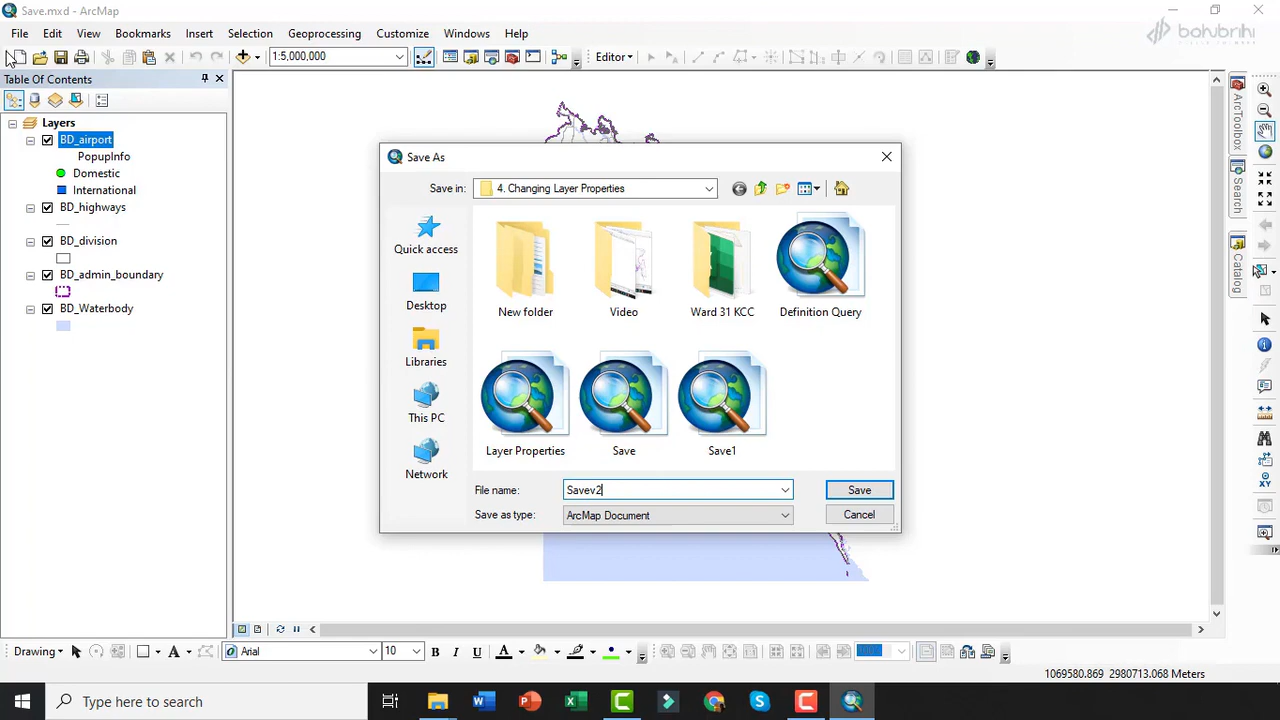 Save.mxd - ArcMap
File Edit View Bookmarks Insert Selection Geoprocessing Customize Windows Help
bohubrihi
1:5,000,000
Editor
Table Of Contents
Layers
BD_airport
PopupInfo
Domestic
International
BD_highways
BD_division
BD_admin_boundary
BD_Waterbody
Save As
Save in: 4. Changing Layer Properties
Quick access
Desktop
Libraries
This PC
Network
New folder Video Ward 31 KCC Definition Query
Layer Properties Save Save1
File name: Savev2 Save
Save as type: ArcMap Document Cancel
ArcToolbox
Search
Catalog
Drawing A Arial 10 B I U A
1069580.869 2980713.068 Meters
Type here to search